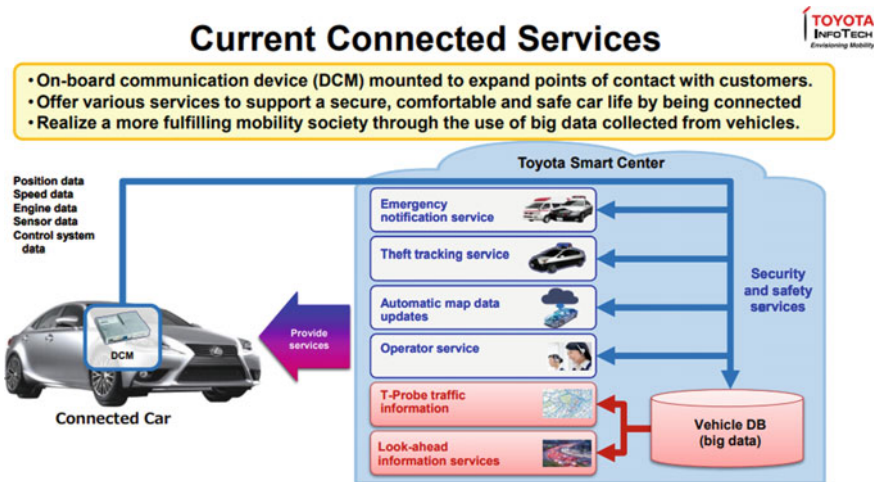 Current Connected Services
TOYOTA
INFOTECH
Envisioning Mobility
• On-board communication device (DCM) mounted to expand points of contact with customers.
• Offer various services to support a secure, comfortable and safe car life by being connected
• Realize a more fulfilling mobility society through the use of big data collected from vehicles.
Toyota Smart Center
Position data
Speed data
Engine data
Sensor data
Control system
data
Emergency
notification service
Theft tracking service
Automatic map data
updates
Operator service
T-Probe traffic
information
Look-ahead
information services
Security
and safety
services
Provide
services
DCM
Connected Car
Vehicle DB
(big data)